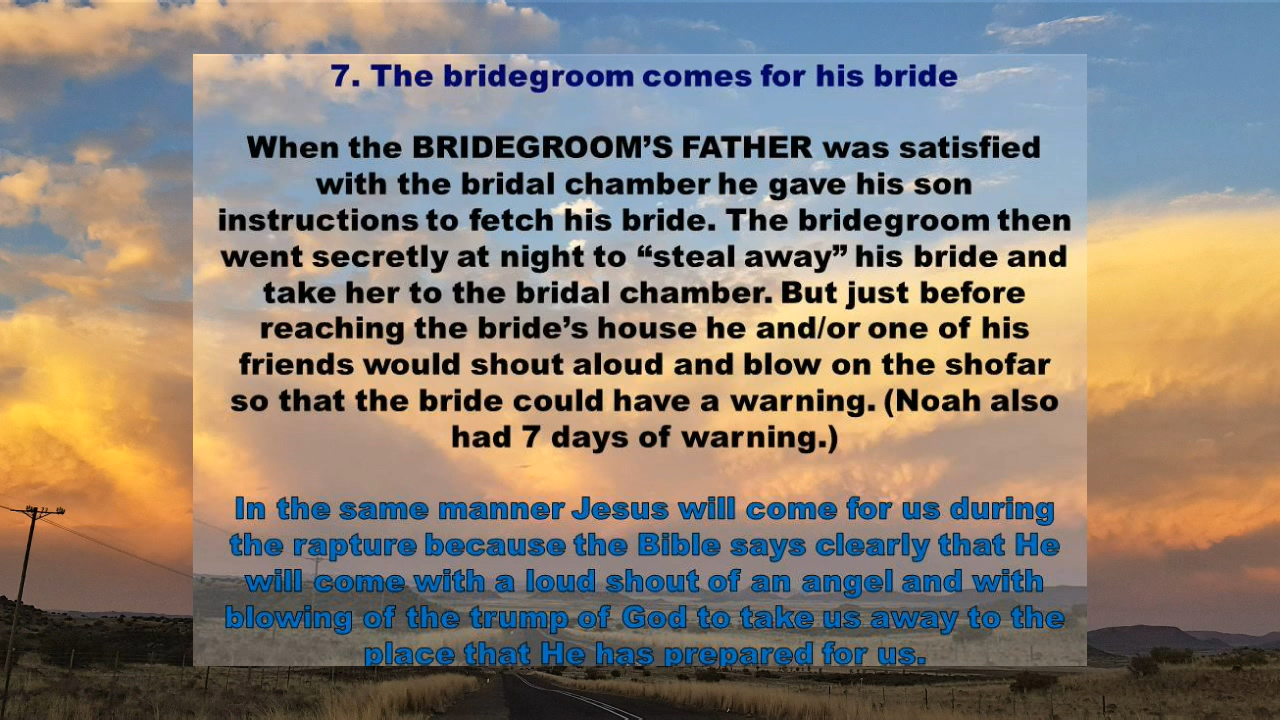 7. The bridegroom comes for his bride
When the BRIDEGROOM’S FATHER was satisfied
with the bridal chamber he gave his son
instructions to fetch his bride. The bridegroom then
went secretly at night to “steal away” his bride and
take her to the bridal chamber. But just before
reaching the bride’s house he and/or one of his
friends would shout aloud and blow on the shofar
so that the bride could have a warning. (Noah also
had 7 days of warning.)
In the same manner Jesus will come for us during
the rapture because the Bible says clearly that He
will come with a loud shout of an angel and with
blowing of the trump of God to take us away to the
place that He has prepared for us.